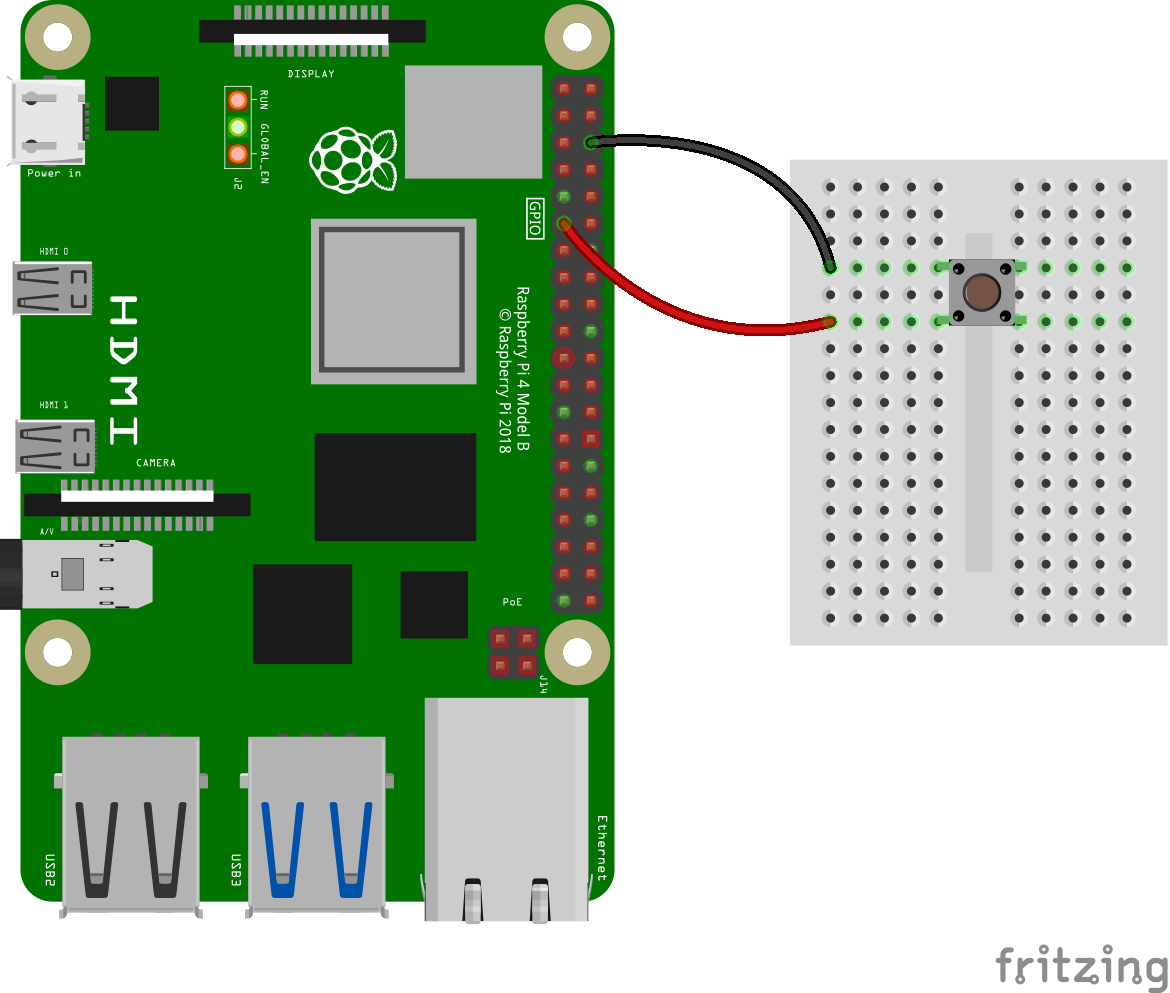 DISPLAY
RUN
GLOBAL_EN
J2
Power in
GPIO
HDMI 0
HDMI
Raspberry Pi 4 Model B
© Raspberry Pi 2018
HDMI 1
CAMERA
A/V
PoE
J14
USB2
USB3
Ethernet
fritzing